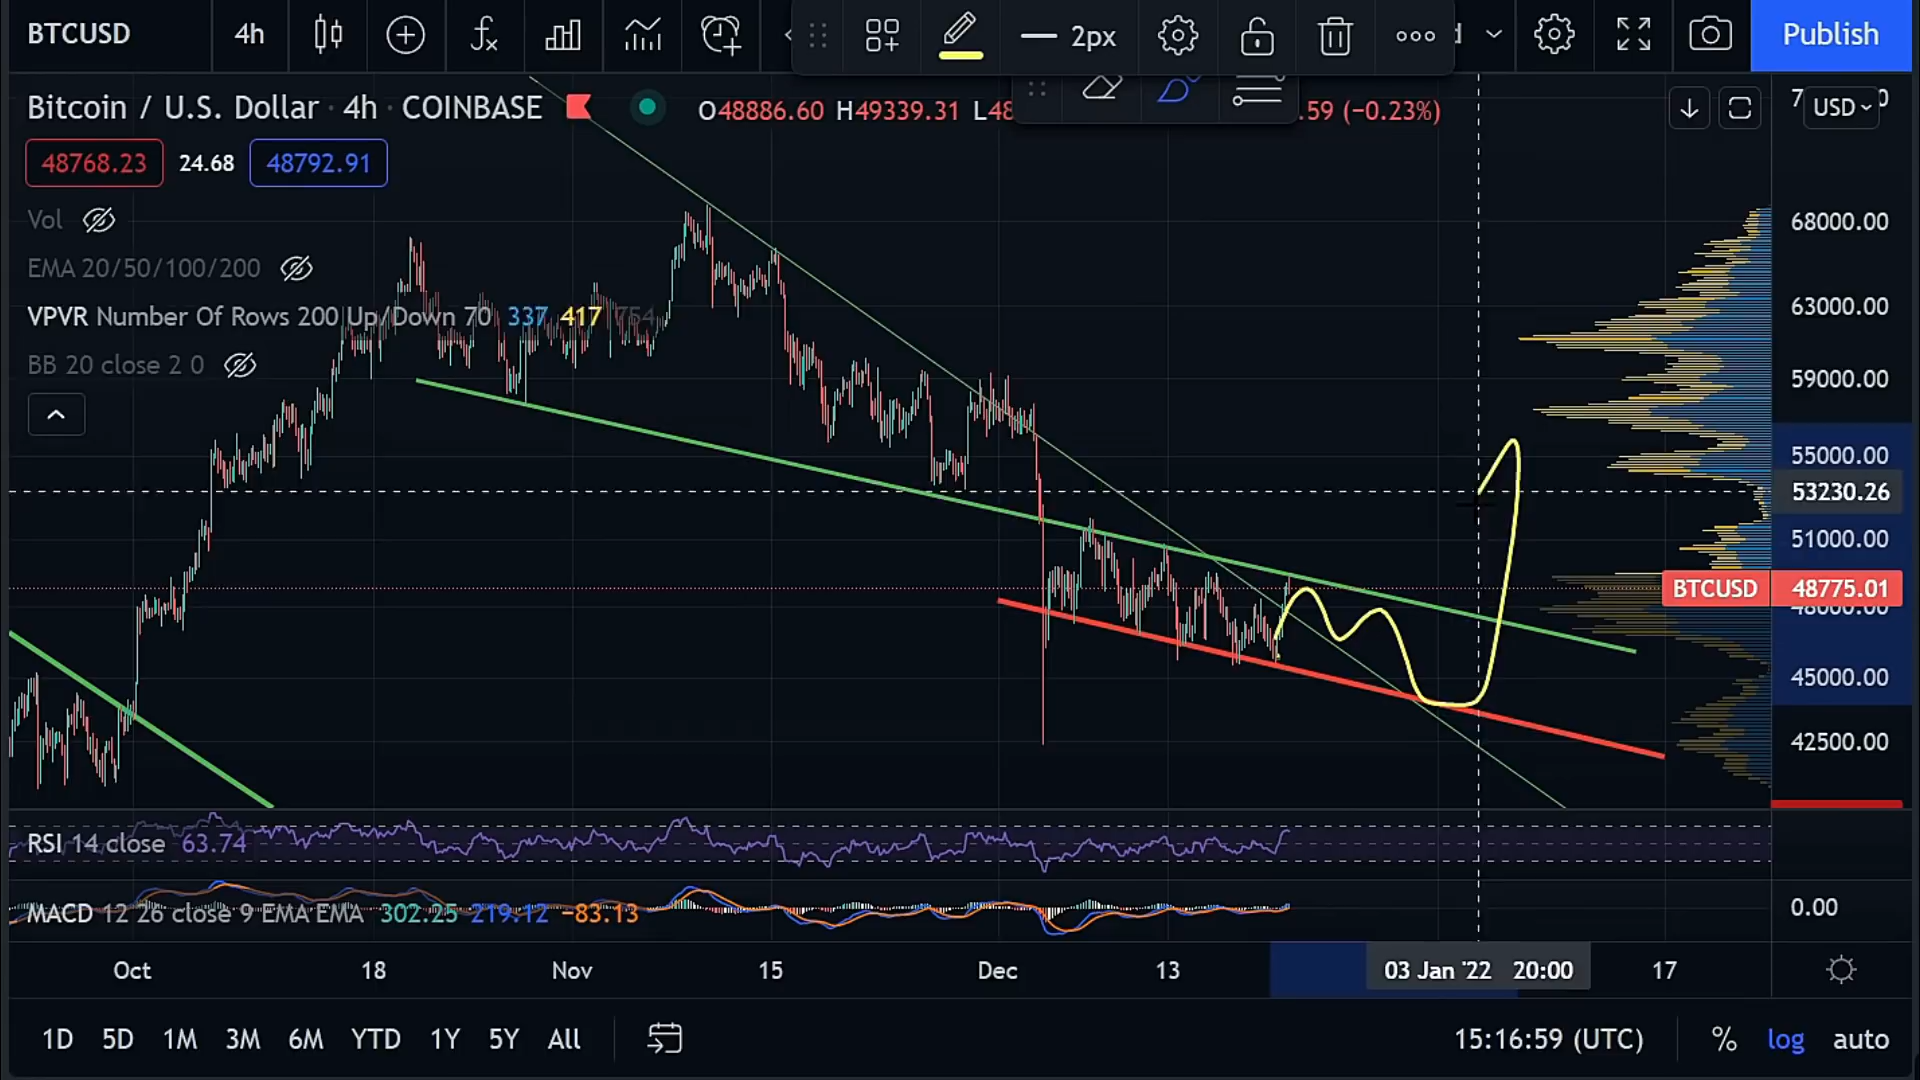 BTCUSD 4h 2px Publish
Bitcoin / U.S. Dollar · 4h · COINBASE O48886.60 H49339.31 L48 .59 (−0.23%) USD
48768.23 24.68 48792.91
Vol
EMA 20/50/100/200
VPVR Number Of Rows 200 Up/Down 70 337 417 754
BB 20 close 2 0
68000.00
63000.00
59000.00
55000.00
53230.26
51000.00
BTCUSD 48775.01
48000.00
45000.00
42500.00
RSI 14 close 63.74
MACD 12 26 close 9 EMA EMA 302.25 219.12 −83.13 0.00
Oct 18 Nov 15 Dec 13 03 Jan '22 20:00 17
1D 5D 1M 3M 6M YTD 1Y 5Y All 15:16:59 (UTC) % log auto